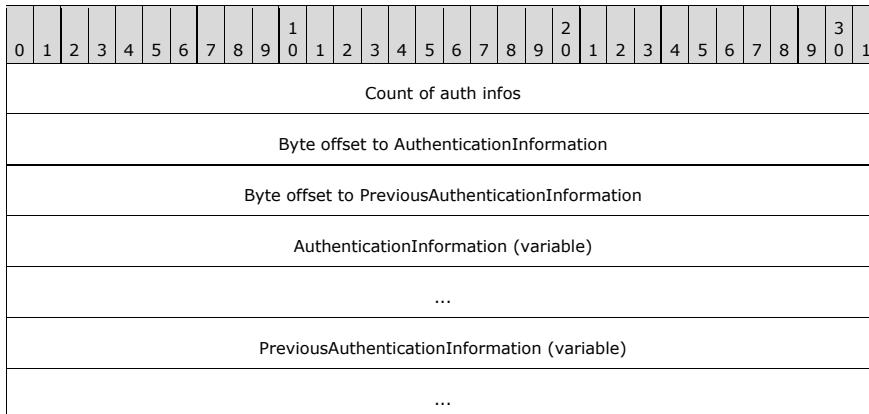 0 1 2 3 4 5 6 7 8 9 1 0 1 2 3 4 5 6 7 8 9 2 0 1 2 3 4 5 6 7 8 9 3 0 1
Count of auth infos
Byte offset to AuthenticationInformation
Byte offset to PreviousAuthenticationInformation
AuthenticationInformation (variable)
...
PreviousAuthenticationInformation (variable)
...